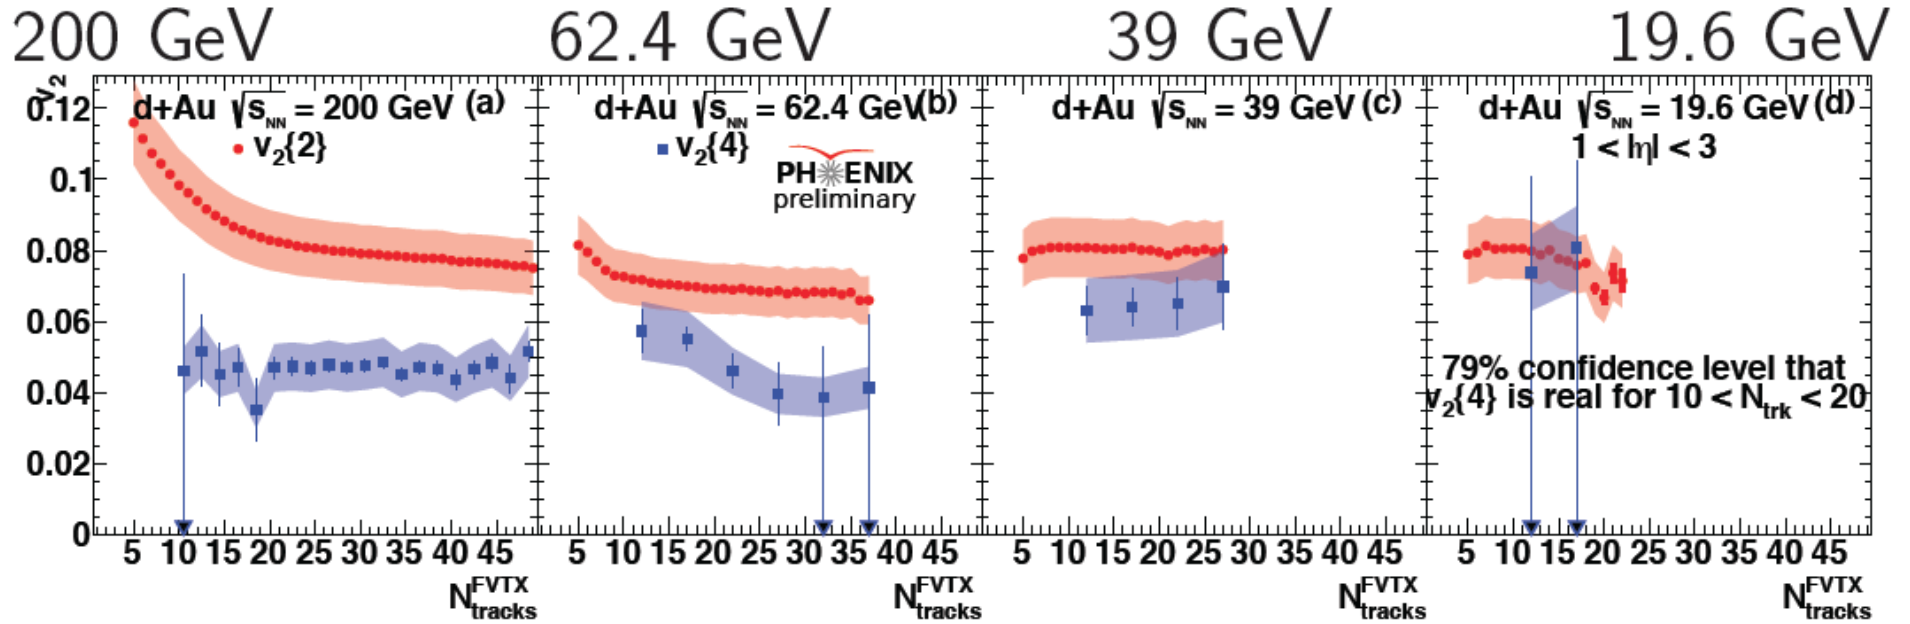 200 GeV
62.4 GeV
39 GeV
19.6 GeV
v₂
0.12
0.1
0.08
0.06
0.04
0.02
0
d+Au √sNN = 200 GeV (a)
v₂{2}
5 10 15 20 25 30 35 40 45
N FVTX tracks
d+Au √sNN = 62.4 GeV(b)
v₂{4}
PHENIX
preliminary
5 10 15 20 25 30 35 40 45
N FVTX tracks
d+Au √sNN = 39 GeV (c)
5 10 15 20 25 30 35 40 45
N FVTX tracks
d+Au √sNN = 19.6 GeV (d)
1 < |η| < 3
79% confidence level that
v₂{4} is real for 10 < Ntrk < 20
5 10 15 20 25 30 35 40 45
N FVTX tracks